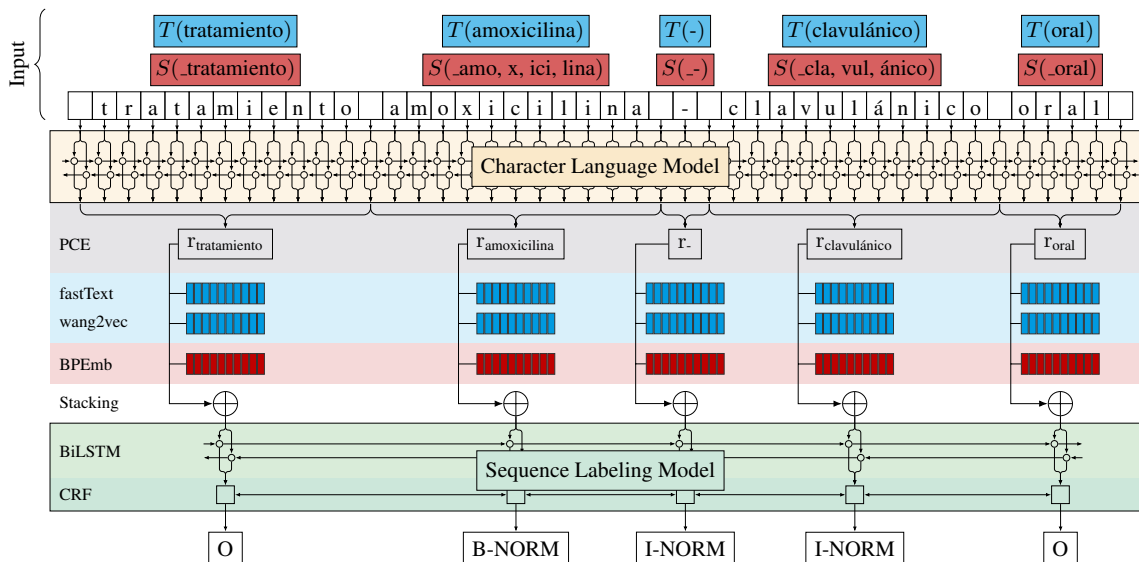 Input
T(tratamiento) T(amoxicilina) T(-) T(clavulánico) T(oral)
S(_tratamiento) S(_amo, x, ici, lina) S(_-) S(_cla, vul, ánico) S(_oral)
t r a t a m i e n t o a m o x i c i l i n a - c l a v u l á n i c o o r a l
Character Language Model
PCE r_tratamiento r_amoxicilina r_- r_clavulánico r_oral
fastText
wang2vec
BPEmb
Stacking
BiLSTM
Sequence Labeling Model
CRF
O B-NORM I-NORM I-NORM O